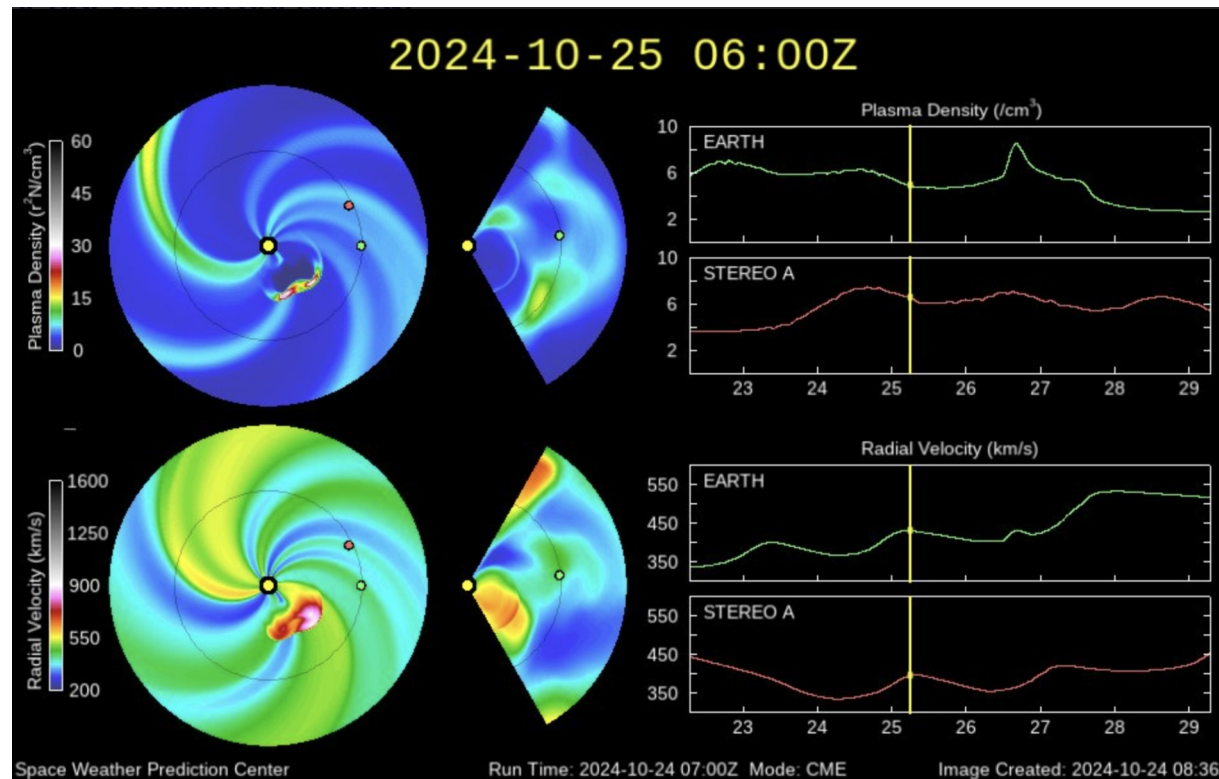 2024-10-25 06:00Z
Plasma Density (r²N/cm³)
60
45
30
15
0
Plasma Density (/cm³)
EARTH
10
6
2
STEREO A
10
6
2
23 24 25 26 27 28 29
Radial Velocity (km/s)
1600
1250
900
550
200
Radial Velocity (km/s)
EARTH
550
450
350
STEREO A
550
450
350
23 24 25 26 27 28 29
Space Weather Prediction Center
Run Time: 2024-10-24 07:00Z Mode: CME
Image Created: 2024-10-24 08:36